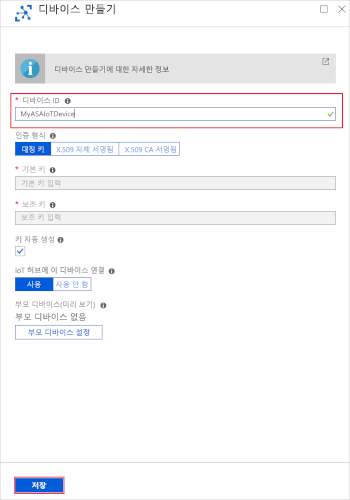 디바이스 만들기
디바이스 만들기에 대한 자세한 정보
* 디바이스 ID
MyASAIoTDevice
인증 형식
대칭 키 X.509 자체 서명됨 X.509 CA 서명됨
* 기본 키
기본 키 입력
* 보조 키
보조 키 입력
키 자동 생성
IoT 허브에 이 디바이스 연결
사용 사용 안 함
부모 디바이스(미리 보기)
부모 디바이스 없음
부모 디바이스 설정
저장